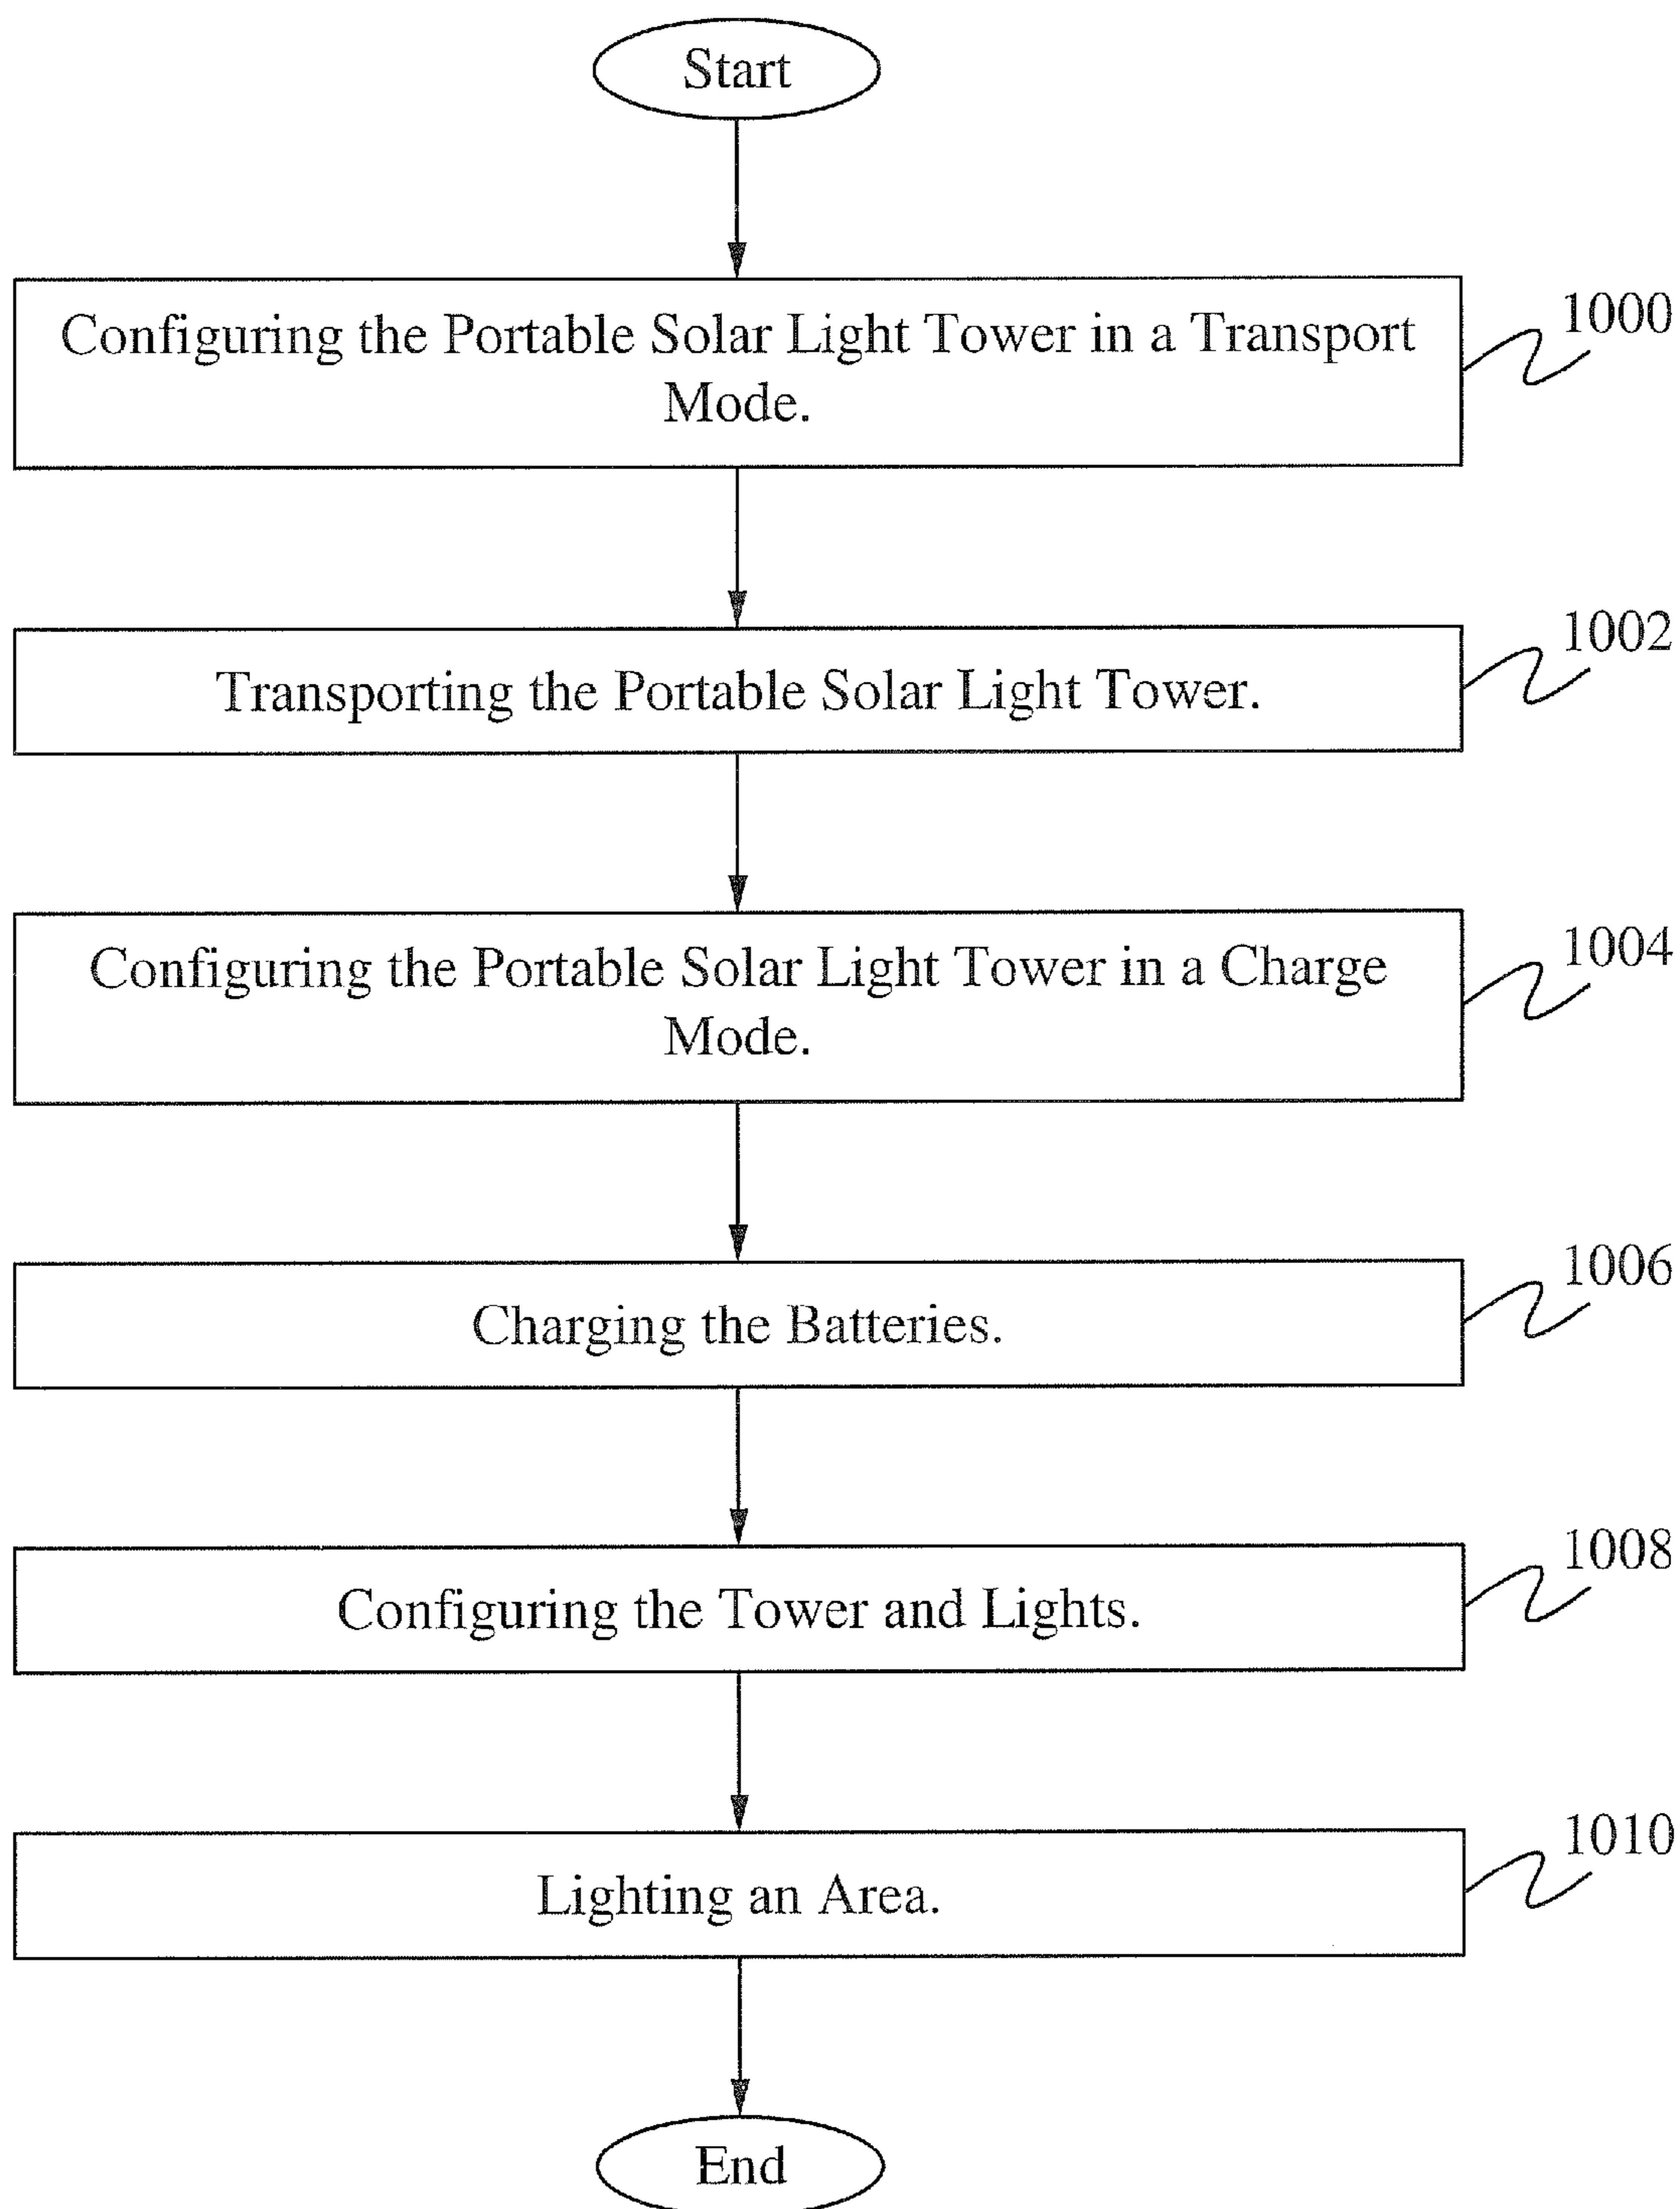 Start
Configuring the Portable Solar Light Tower in a Transport
Mode.
1000
Transporting the Portable Solar Light Tower.
1002
Configuring the Portable Solar Light Tower in a Charge
Mode.
1004
Charging the Batteries.
1006
Configuring the Tower and Lights.
1008
Lighting an Area.
1010
End